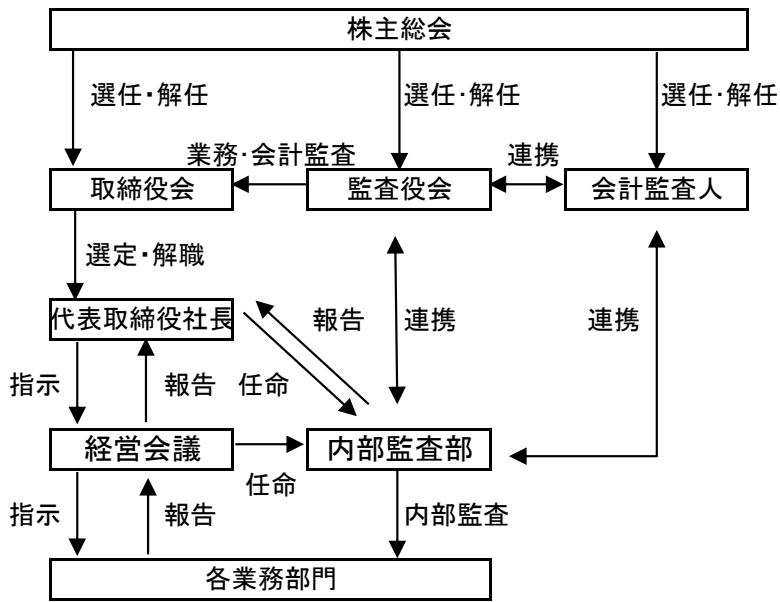 株主総会
選任・解任
選任・解任
選任・解任
業務・会計監査
連携
取締役会
監査役会
会計監査人
選定・解職
代表取締役社長
報告
連携
連携
指示
報告
任命
経営会議
内部監査部
任命
指示
報告
内部監査
各業務部門